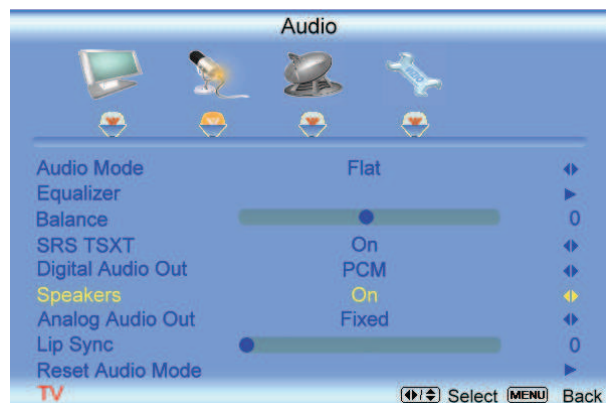 Audio
Audio Mode Flat
Equalizer
Balance 0
SRS TSXT On
Digital Audio Out PCM
Speakers On
Analog Audio Out Fixed
Lip Sync 0
Reset Audio Mode
TV / Select MENU Back